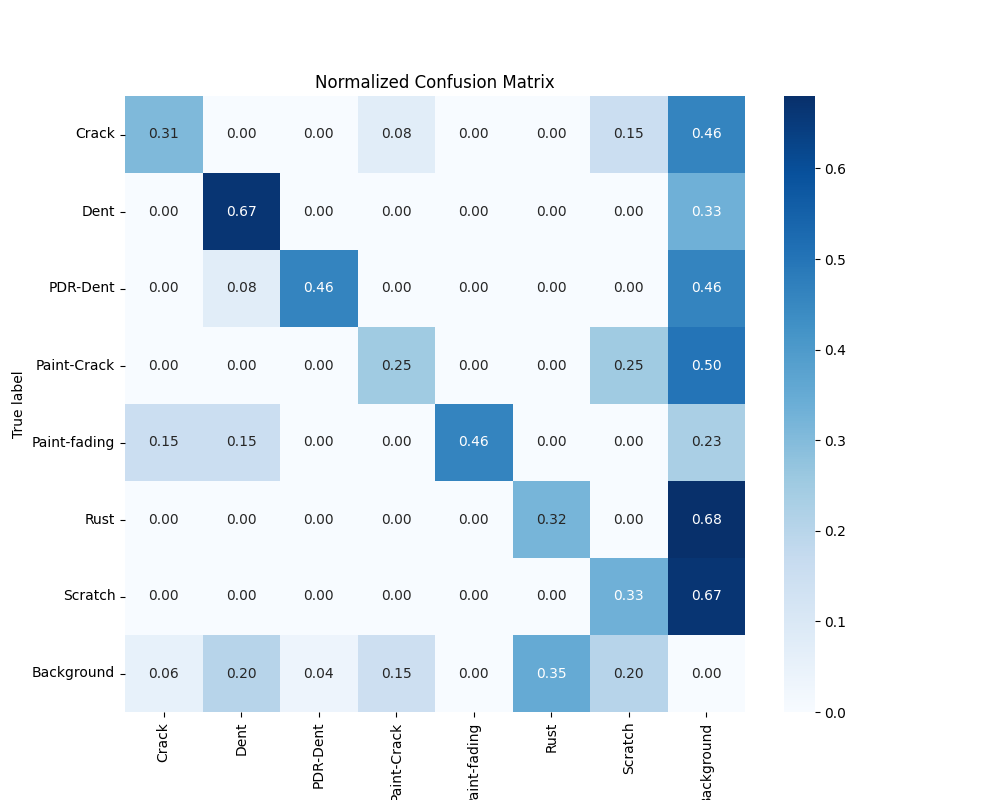 Normalized Confusion Matrix
Crack 0.31 0.00 0.00 0.08 0.00 0.00 0.15 0.46
Dent 0.00 0.67 0.00 0.00 0.00 0.00 0.00 0.33
PDR-Dent 0.00 0.08 0.46 0.00 0.00 0.00 0.00 0.46
Paint-Crack 0.00 0.00 0.00 0.25 0.00 0.00 0.25 0.50
Paint-fading 0.15 0.15 0.00 0.00 0.46 0.00 0.00 0.23
Rust 0.00 0.00 0.00 0.00 0.00 0.32 0.00 0.68
Scratch 0.00 0.00 0.00 0.00 0.00 0.00 0.33 0.67
Background 0.06 0.20 0.04 0.15 0.00 0.35 0.20 0.00
True label
Crack
Dent
PDR-Dent
Paint-Crack
aint-fading
Rust
Scratch
ackground
0.6
0.5
0.4
0.3
0.2
0.1
0.0